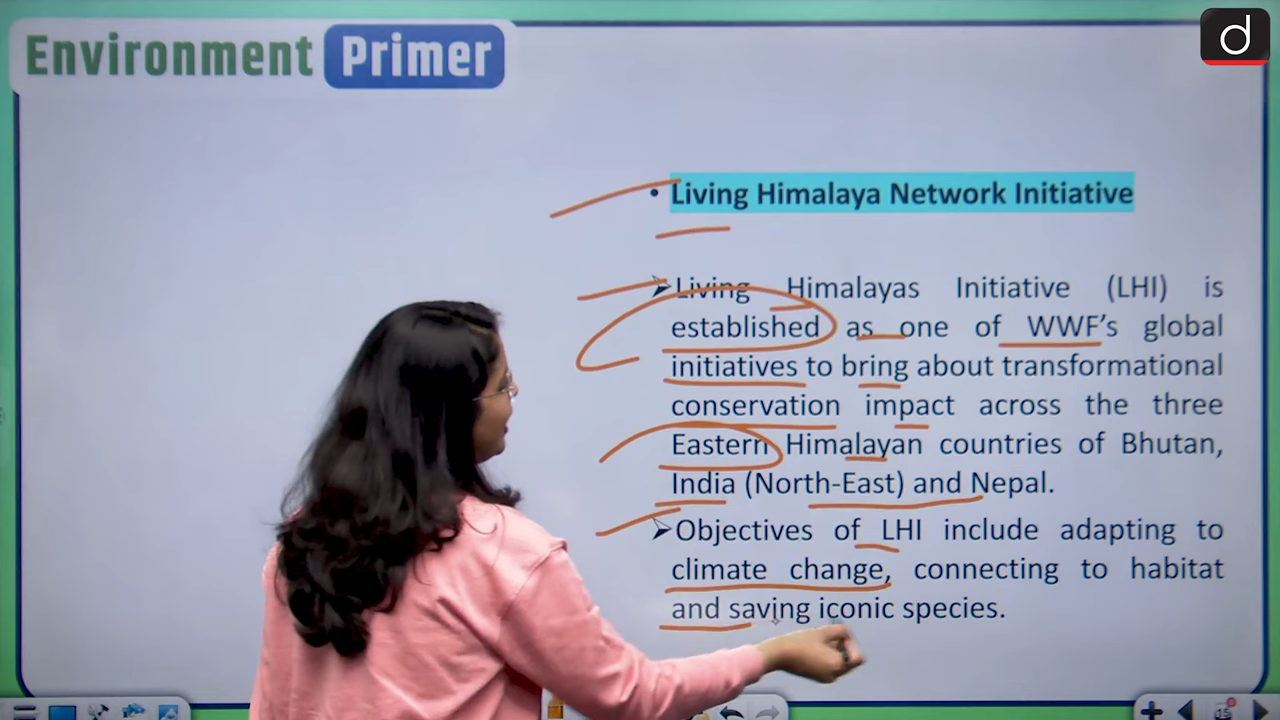 Environment Primer
d
• Living Himalaya Network Initiative
➤Living Himalayas Initiative (LHI) is
established as one of WWF's global
initiatives to bring about transformational
conservation impact across the three
Eastern Himalayan countries of Bhutan,
India (North-East) and Nepal.
➤Objectives of LHI include adapting to
climate change, connecting to habitat
and saving iconic species.
15